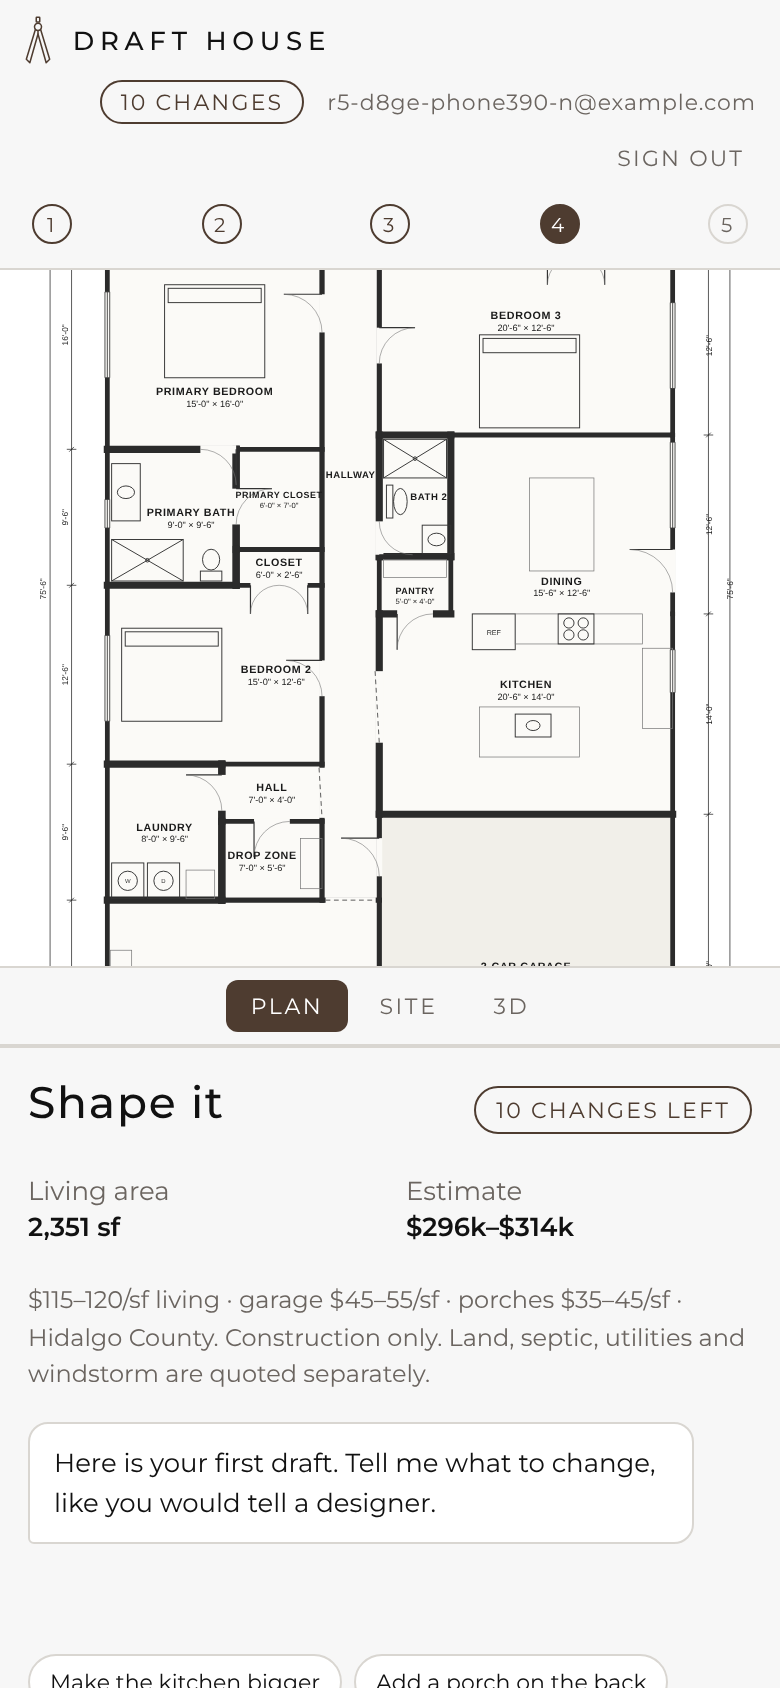 DRAFT HOUSE
10 CHANGES
r5-d8ge-phone390-n@example.com
SIGN OUT
1
2
3
4
5
16'-0"
PRIMARY BEDROOM
15'-0" × 16'-0"
BEDROOM 3
20'-6" × 12'-6"
12'-6"
HALLWAY
PRIMARY CLOSET
6'-0" × 7'-0"
PRIMARY BATH
9'-0" × 9'-6"
9'-6"
BATH 2
12'-6"
CLOSET
6'-0" × 2'-6"
PANTRY
5'-0" × 4'-0"
DINING
15'-6" × 12'-6"
75'-6"
75'-6"
REF
BEDROOM 2
15'-0" × 12'-6"
12'-6"
KITCHEN
20'-6" × 14'-0"
14'-0"
HALL
7'-0" × 4'-0"
LAUNDRY
8'-0" × 9'-6"
9'-6"
DROP ZONE
7'-0" × 5'-6"
W
D
2 CAR GARAGE
PLAN
SITE
3D
Shape it
10 CHANGES LEFT
Living area
2,351 sf
Estimate
$296k–$314k
$115–120/sf living · garage $45–55/sf · porches $35–45/sf ·
Hidalgo County. Construction only. Land, septic, utilities and
windstorm are quoted separately.
Here is your first draft. Tell me what to change,
like you would tell a designer.
Make the kitchen bigger
Add a porch on the back